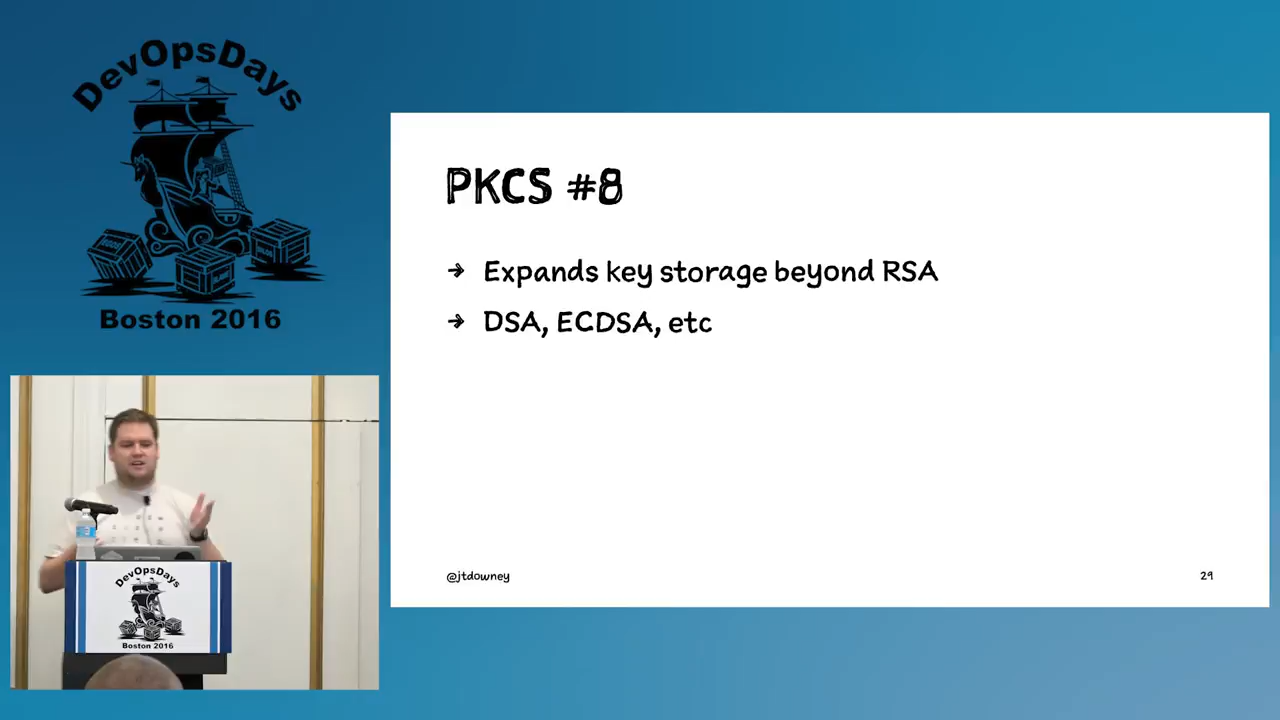 DevOpsDays
Boston 2016
PKCS #8
→ Expands key storage beyond RSA
→ DSA, ECDSA, etc
@jtdowney
29
DevOpsDays
Boston 2016